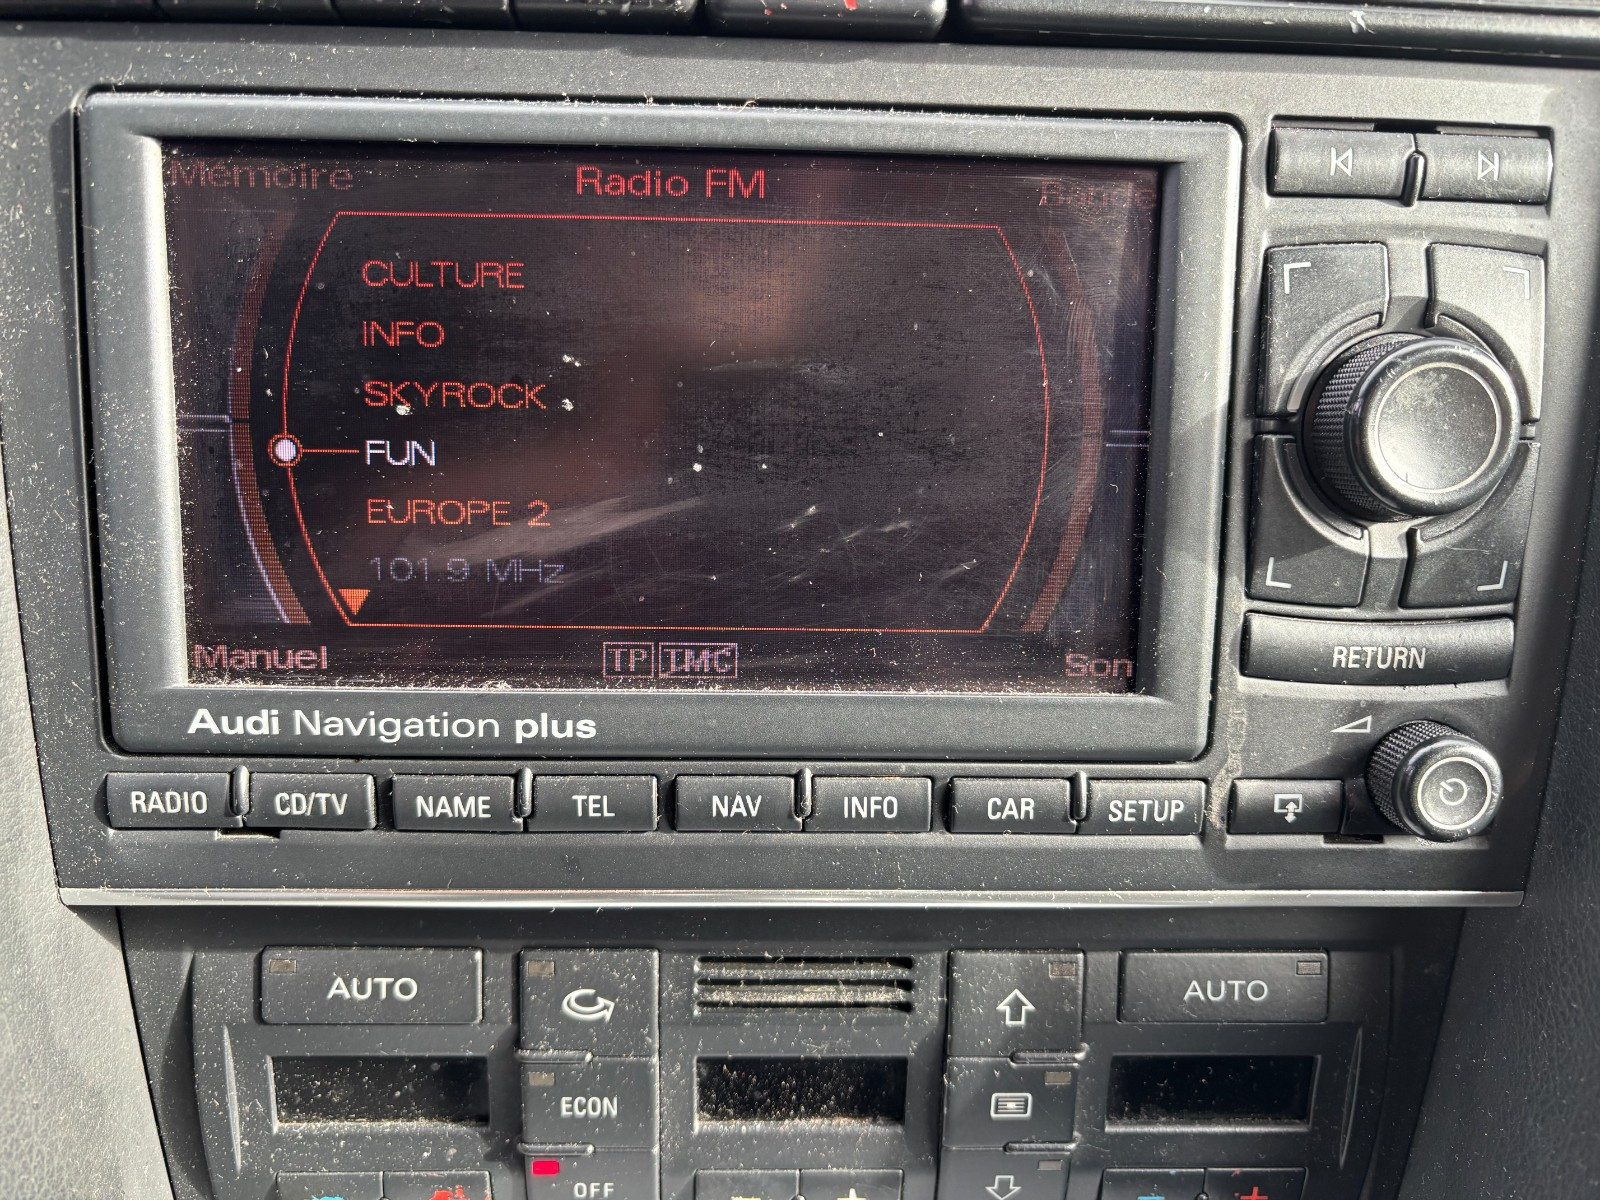 Mémoire Radio FM Bande
CULTURE
INFO
SKYROCK
FUN
EUROPE 2
101.9 MHz
Manuel TP TMC Son
Audi Navigation plus
RETURN
RADIO CD/TV NAME TEL NAV INFO CAR SETUP
AUTO AUTO
ECON
OFF